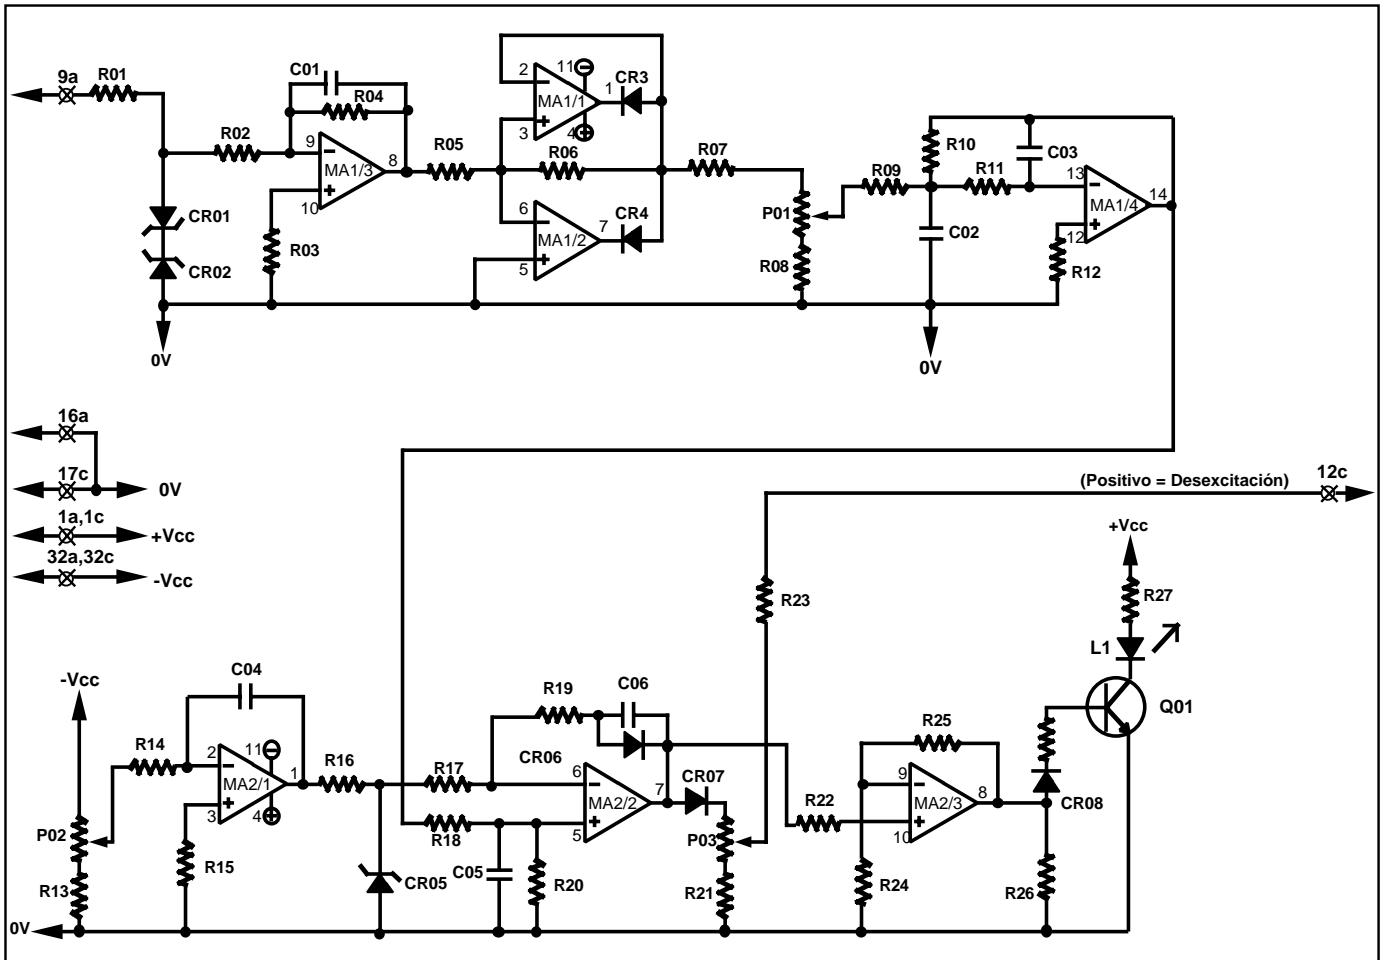 9a
R01
C01
R04
R02
9
-
MA1/3
8
+
10
R03
CR01
CR02
0V
R05
2
11
-
MA1/1
1
CR3
3
+
4
R06
6
-
MA1/2
7
CR4
5
+
R07
P01
R08
R09
R10
R11
C03
C02
13
-
MA1/4
14
+
12
R12
0V
16a
17c
0V
1a,1c
+Vcc
32a,32c
-Vcc
(Positivo = Desexcitación)
12c
+Vcc
R27
L1
Q01
R23
-Vcc
C04
R14
2
11
-
MA2/1
1
+
3
4
P02
R13
R15
0V
R16
CR05
R17
R18
C05
R20
R19
C06
CR06
6
-
MA2/2
7
+
5
CR07
P03
R21
R22
R25
9
-
MA2/3
8
+
10
R24
CR08
R26